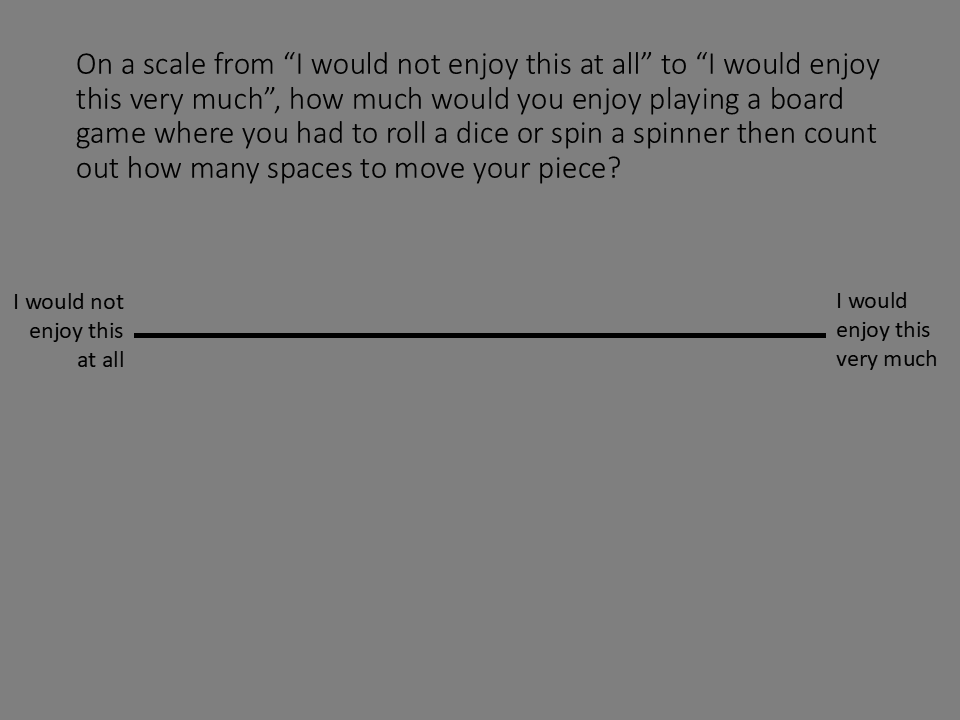 On a scale from “I would not enjoy this at all” to “I would enjoy
this very much”, how much would you enjoy playing a board
game where you had to roll a dice or spin a spinner then count
out how many spaces to move your piece?
I would not
enjoy this
at all
I would
enjoy this
very much